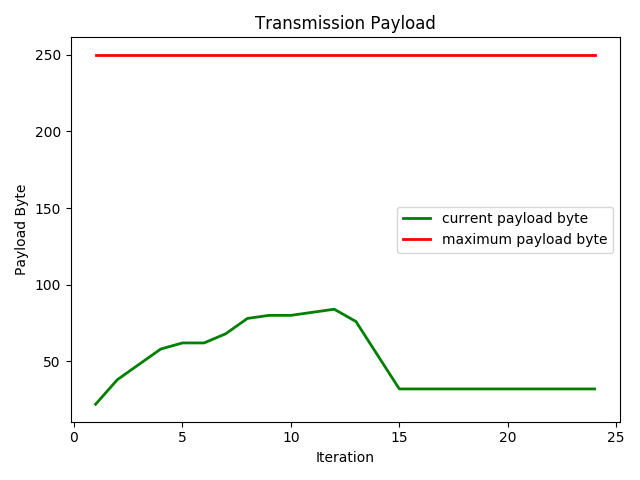 Transmission Payload
250
200
150
100
50
Payload Byte
current payload byte
maximum payload byte
0 5 10 15 20 25
Iteration